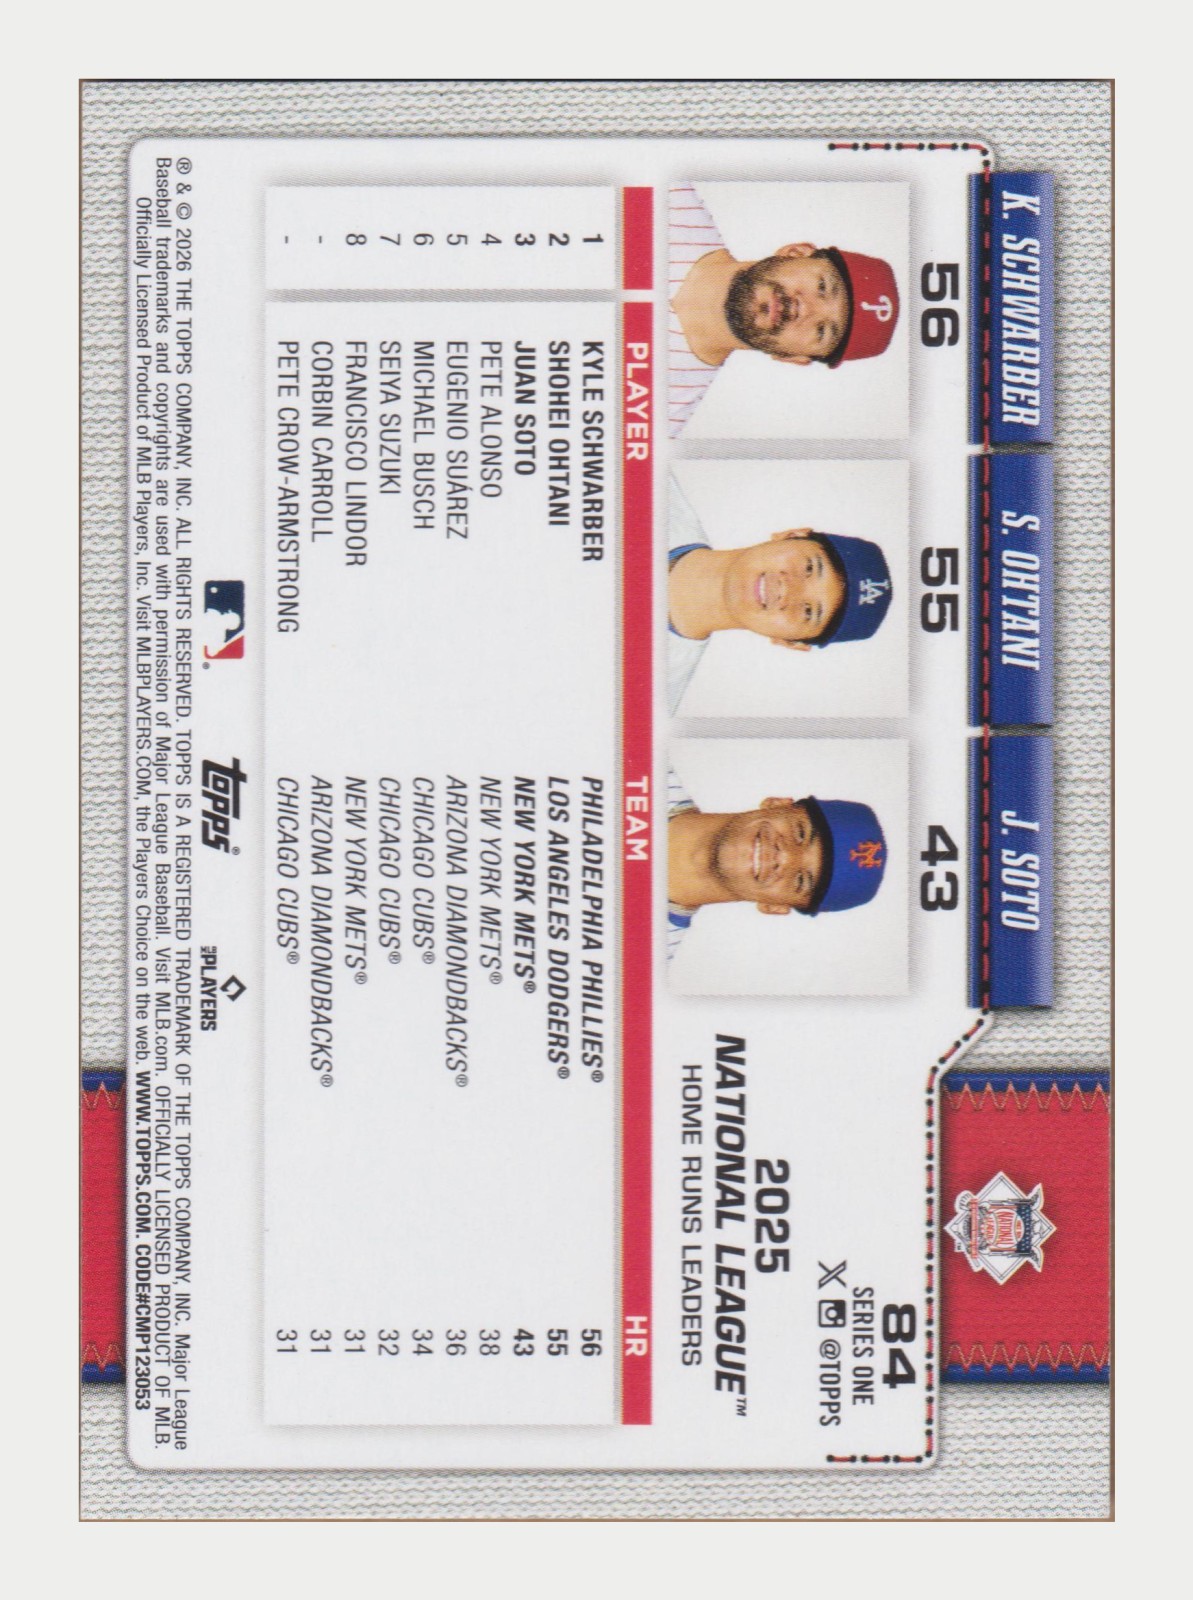 K. SCHWARBER S. OHTANI J. SOTO
56 55 43
P LA NY
NATIONAL LEAGUE
84
SERIES ONE
X @TOPPS
2025
NATIONAL LEAGUE™
HOME RUNS LEADERS
PLAYER TEAM HR
1 KYLE SCHWARBER PHILADELPHIA PHILLIES® 56
2 SHOHEI OHTANI LOS ANGELES DODGERS® 55
3 JUAN SOTO NEW YORK METS® 43
4 PETE ALONSO NEW YORK METS® 38
5 EUGENIO SUÁREZ ARIZONA DIAMONDBACKS® 36
6 MICHAEL BUSCH CHICAGO CUBS® 34
7 SEIYA SUZUKI CHICAGO CUBS® 32
8 FRANCISCO LINDOR NEW YORK METS® 31
- CORBIN CARROLL ARIZONA DIAMONDBACKS® 31
- PETE CROW-ARMSTRONG CHICAGO CUBS® 31
® topps® MLB PLAYERS
® & © 2026 THE TOPPS COMPANY, INC. ALL RIGHTS RESERVED. TOPPS IS A REGISTERED TRADEMARK OF THE TOPPS COMPANY, INC. Major League
Baseball trademarks and copyrights are used with permission of Major League Baseball. Visit MLB.com. OFFICIALLY LICENSED PRODUCT OF MLB.
Officially Licensed Product of MLB Players, Inc. Visit MLBPLAYERS.COM, the Players Choice on the web. WWW.TOPPS.COM. CODE#CMP123053